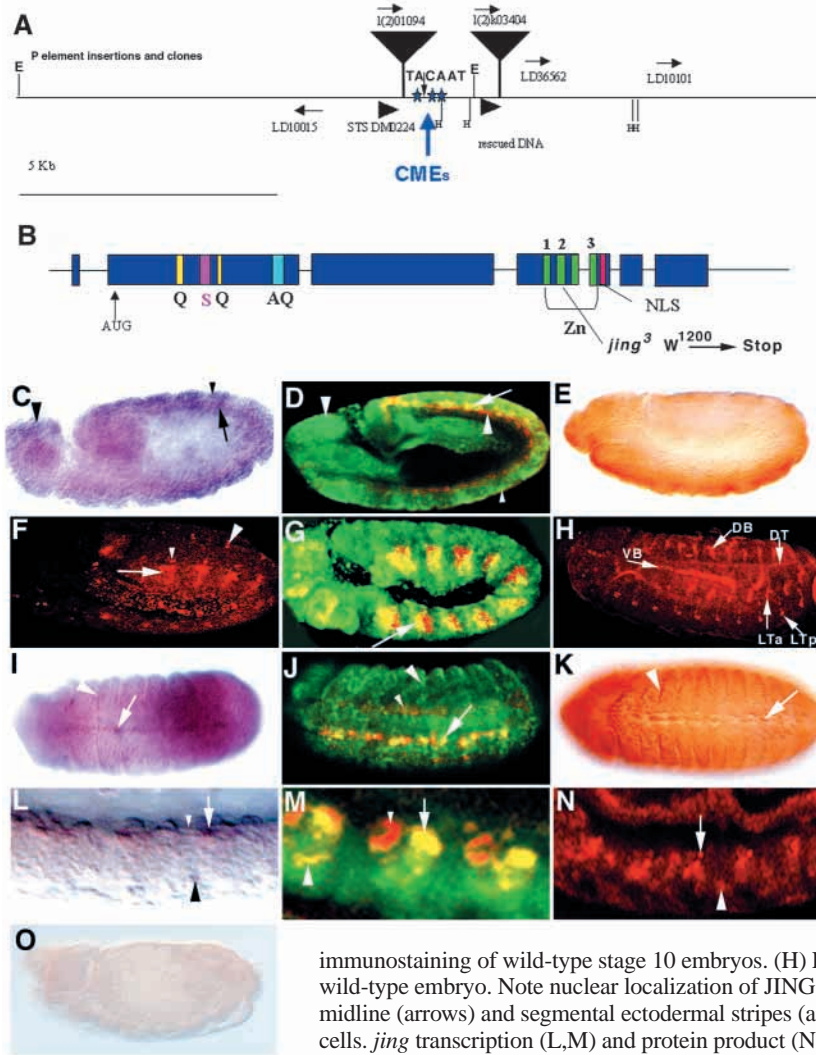 A
l(2)01094 l(2)k03404
P element insertions and clones
E TACAAT E LD36562 LD10101
H H HH
LD10015 STS DM0224 rescued DNA
5 Kb
CMEs
B
1 2 3
Q S Q AQ NLS
AUG Zn
jing3 W1200 Stop
C D E
F G H
DB DT
VB
LTa LTp
I J K
L M N
O
immunostaining of wild-type stage 10 embryos. (H)
wild-type embryo. Note nuclear localization of JING
midline (arrows) and segmental ectodermal stripes (a
cells. jing transcription (L,M) and protein product (N